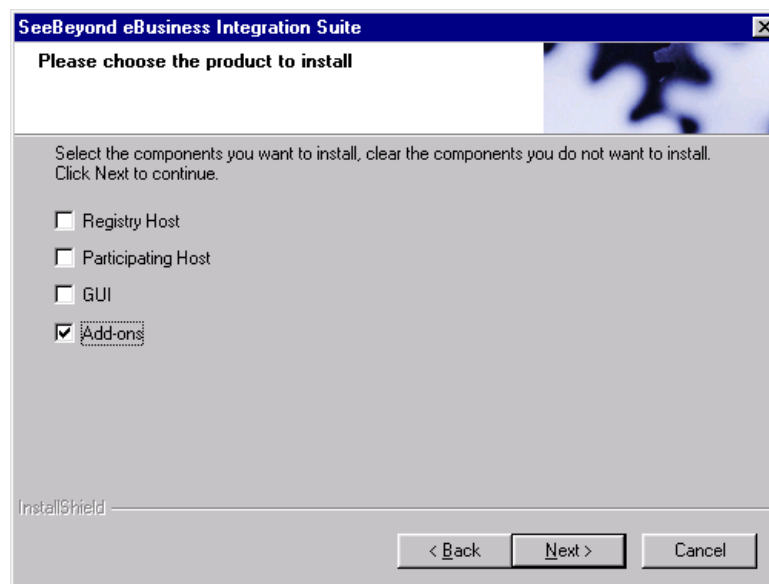 SeeBeyond eBusiness Integration Suite
Please choose the product to install
Select the components you want to install, clear the components you do not want to install.
Click Next to continue.
Registry Host
Participating Host
GUI
Add-ons
InstallShield
< Back
Next >
Cancel